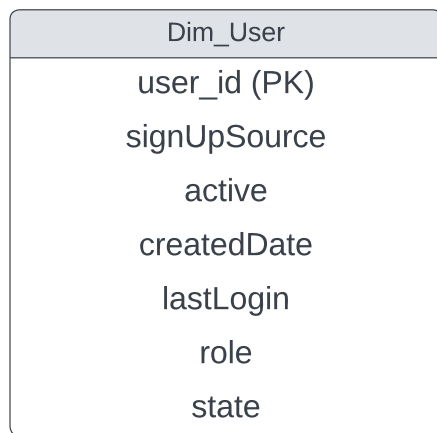 Dim_User
user_id (PK)
signUpSource
active
createdDate
lastLogin
role
state